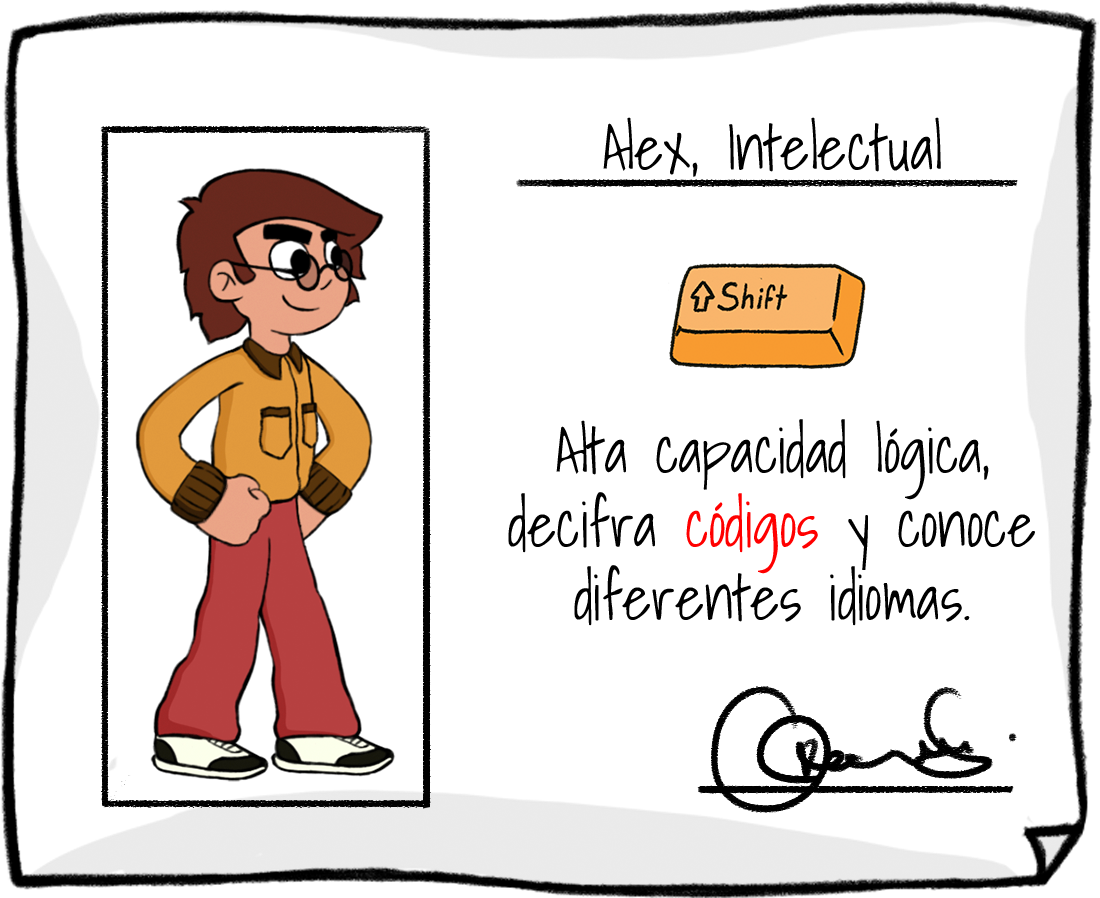 Alex, Intelectual
⇧Shift
Alta capacidad lógica,
decifra códigos y conoce
diferentes idiomas.